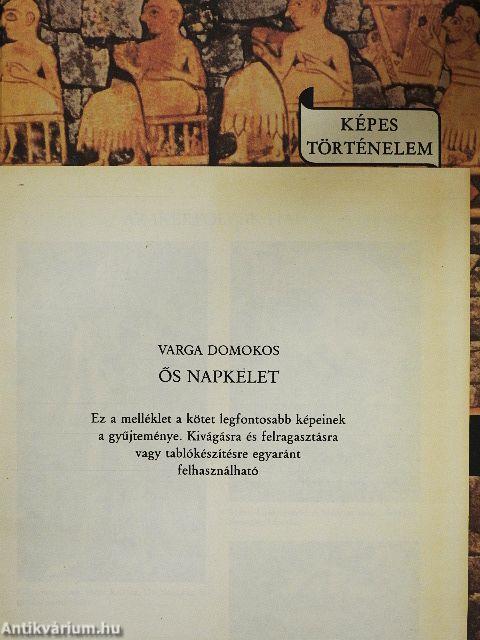 KÉPES
TÖRTÉNELEM
VARGA DOMOKOS
ŐS NAPKELET
Ez a melléklet a kötet legfontosabb képeinek
a gyűjteménye. Kivágásra és felragasztásra
vagy tablókészítésre egyaránt
felhasználható
Antikvárium.hu